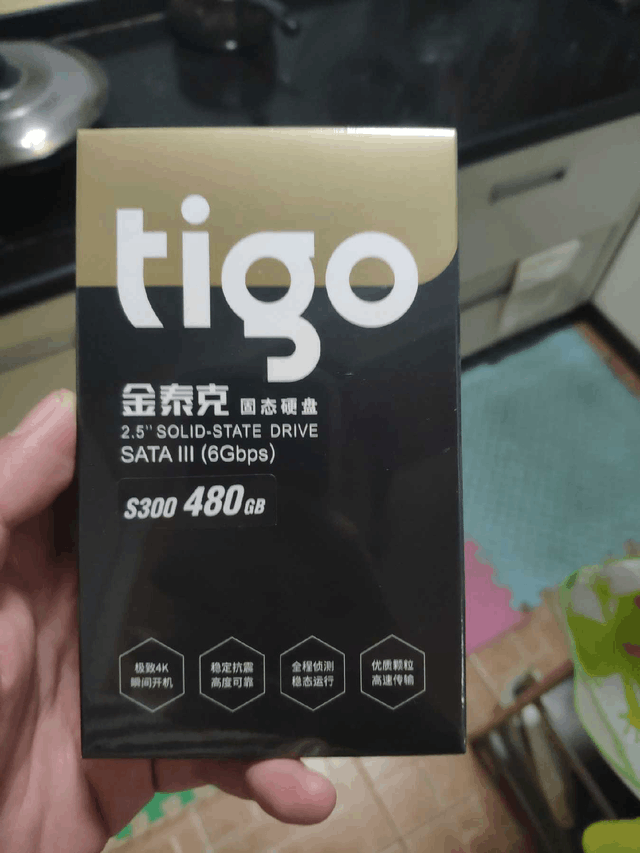 tigo
金泰克 固态硬盘
2.5" SOLID-STATE DRIVE
SATA III (6Gbps)
S300 480GB
极致4K
瞬间开机
稳定抗震
高度可靠
全程侦测
稳态运行
优质颗粒
高速传输